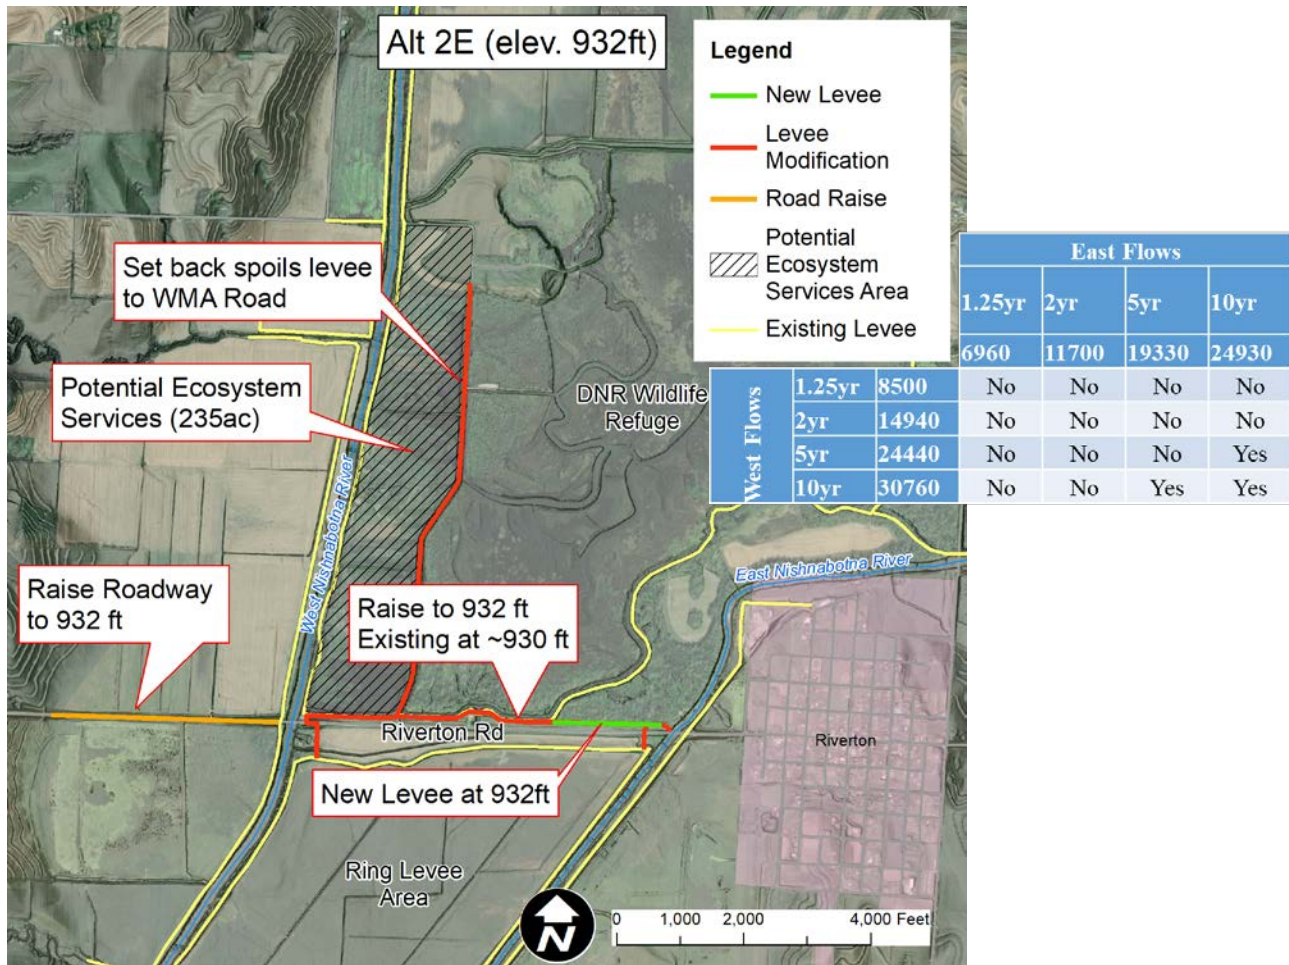 Alt 2E (elev. 932ft)
Legend
New Levee
Levee
Modification
Road Raise
Potential
Ecosystem
Services Area
Existing Levee
Set back spoils levee
to WMA Road
Potential Ecosystem
Services (235ac)
DNR Wildlife
Refuge
West Nishnabotna River
East Nishnabotna River
Raise Roadway
to 932 ft
Raise to 932 ft
Existing at ~930 ft
Riverton Rd
Riverton
New Levee at 932ft
Ring Levee
Area
N
0 1,000 2,000 4,000 Feet
East Flows
1.25yr 2yr 5yr 10yr
6960 11700 19330 24930
West Flows
1.25yr 8500 No No No No
2yr 14940 No No No No
5yr 24440 No No No Yes
10yr 30760 No No Yes Yes